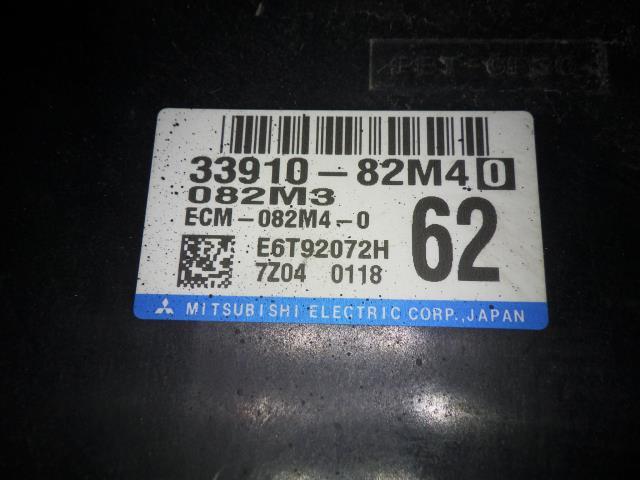 33910-82M40
082M3
ECM-082M4-0
62
E6T92072H
7Z04 0118
MITSUBISHI ELECTRIC CORP., JAPAN